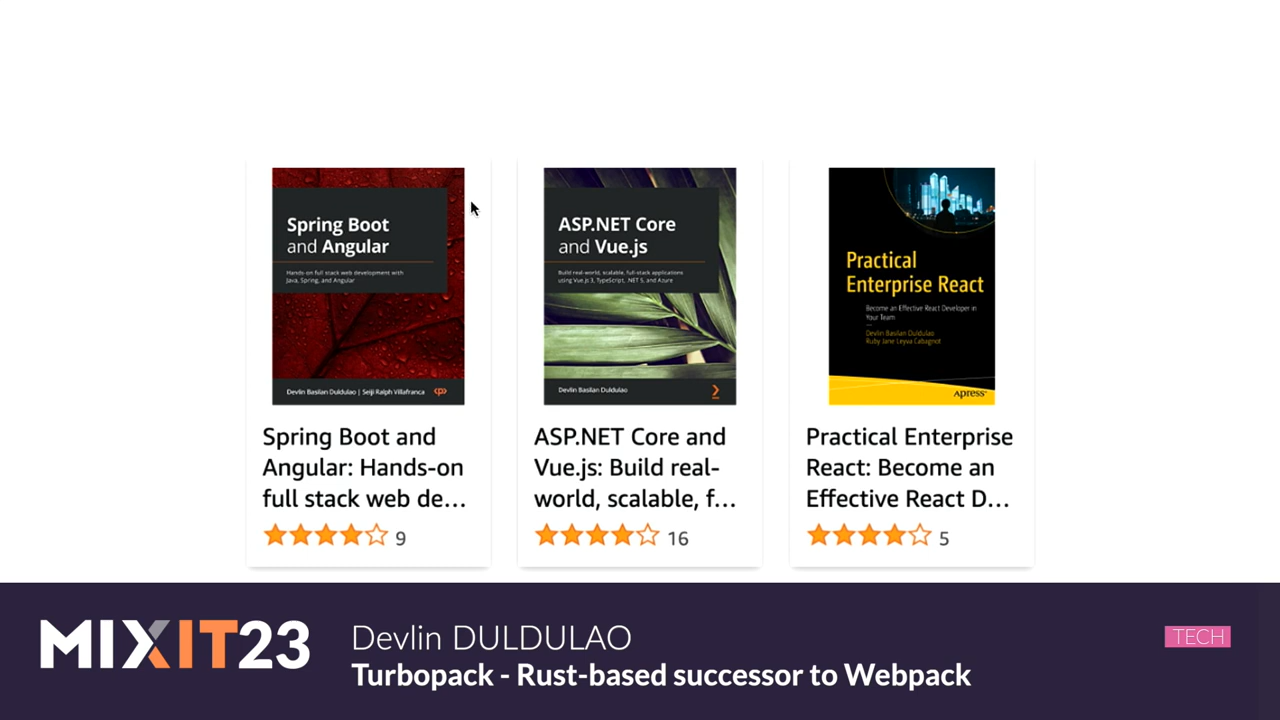 Spring Boot
and Angular
Hands-on full stack web development with
Java, Spring, and Angular
Devlin Basilan Duldulao | Seiji Ralph Villafranca
<p>
ASP.NET Core
and Vue.js
Build real-world, scalable, full-stack applications
using Vue.js 3, TypeScript, .NET 5, and Azure
Devlin Basilan Duldulao
Practical
Enterprise React
Become an Effective React Developer in
Your Team
Devlin Basilan Duldulao
Ruby Jane Leyva Cabagnot
Apress®
Spring Boot and
Angular: Hands-on
full stack web de...
9
ASP.NET Core and
Vue.js: Build real-
world, scalable, f...
16
Practical Enterprise
React: Become an
Effective React D...
5
MIXIT23
Devlin DULDULAO
Turbopack - Rust-based successor to Webpack
TECH